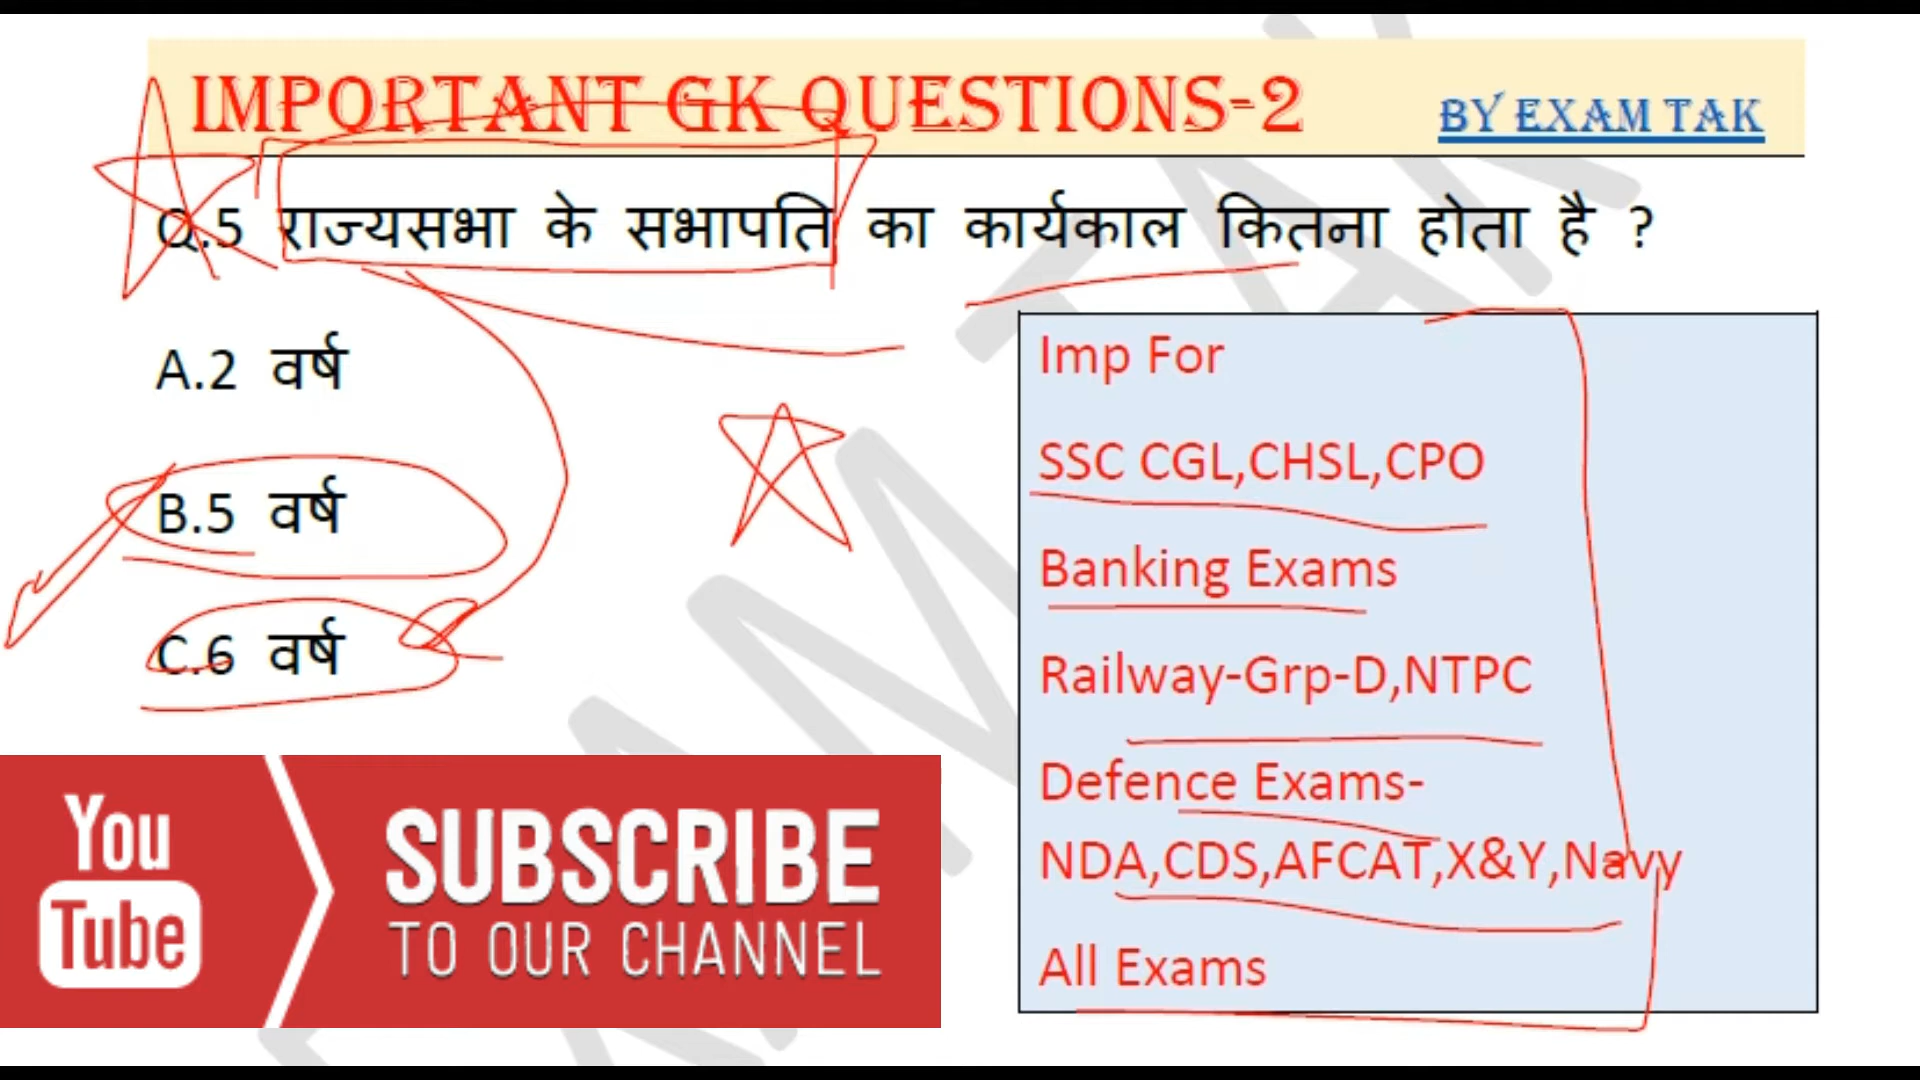 IMPORTANT GK QUESTIONS-2
BY EXAM TAK
Q.5 राज्यसभा के सभापति का कार्यकाल कितना होता है ?
A.2 वर्ष
B.5 वर्ष
C.6 वर्ष
Imp For
SSC CGL,CHSL,CPO
Banking Exams
Railway-Grp-D,NTPC
Defence Exams-
NDA,CDS,AFCAT,X&Y,Navy
All Exams
You
Tube
SUBSCRIBE
TO OUR CHANNEL
EXAM TAK